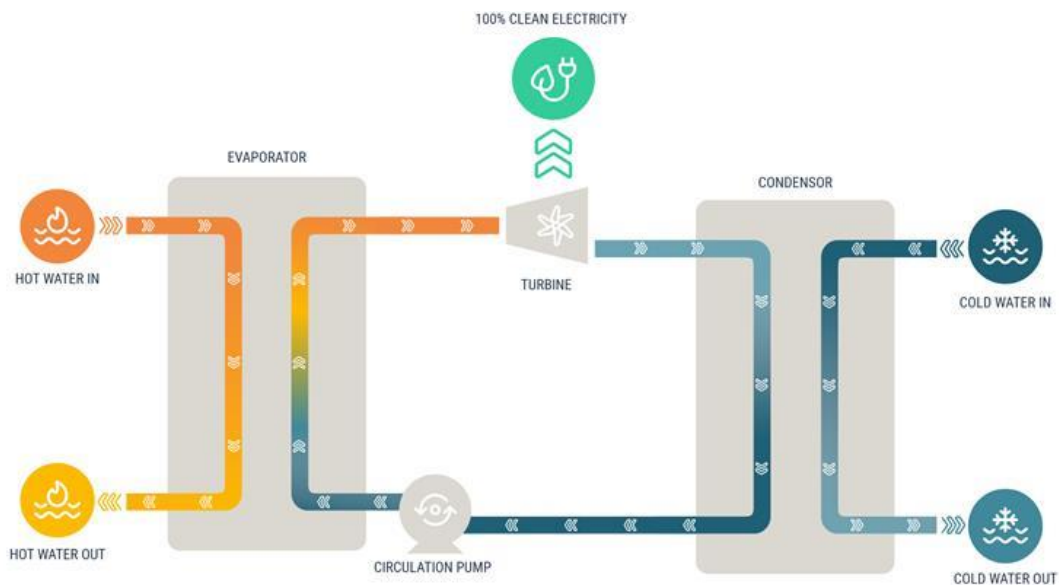 100% CLEAN ELECTRICITY
EVAPORATOR
CONDENSOR
HOT WATER IN
TURBINE
COLD WATER IN
HOT WATER OUT
CIRCULATION PUMP
COLD WATER OUT